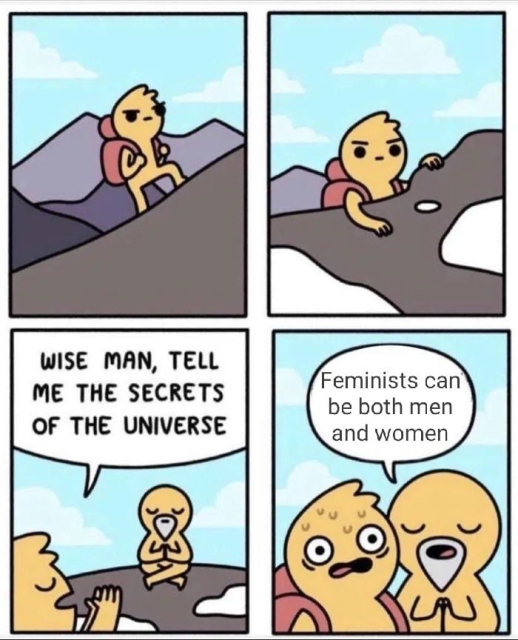 WISE MAN, TELL
ME THE SECRETS
OF THE UNIVERSE
Feminists can
be both men
and women